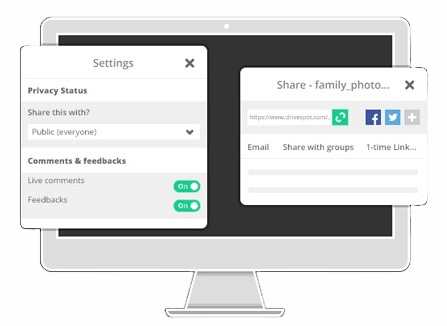 Settings
Privacy Status
Share this with?
Public (everyone)
Comments & feedbacks
Live comments
On
Feedbacks
On
Share - family_photo...
https://www.drivespot.com/...
Email Share with groups 1-time Link...